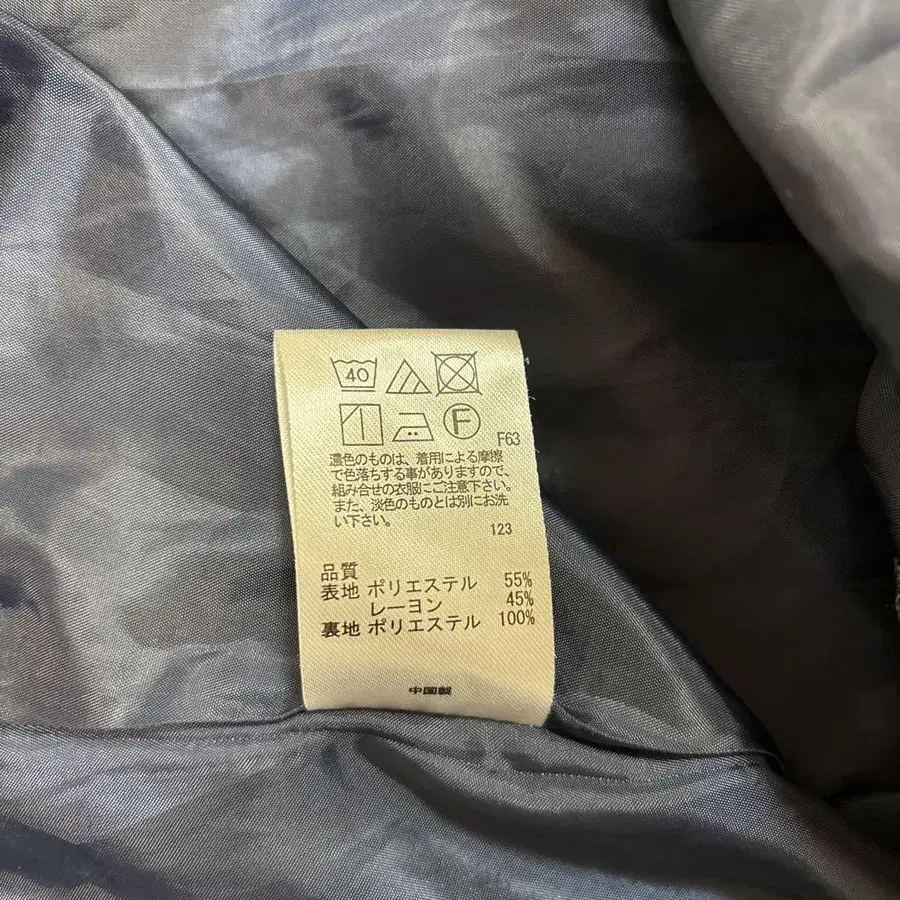 40
F
F63
濃色のものは、着用による摩擦
で色落ちする事がありますので、
組み合せの衣服にご注意下さい。
また、淡色のものとは別にお洗
い下さい。
123
品質
表地 ポリエステル 55%
レーヨン 45%
裏地 ポリエステル 100%
中国製